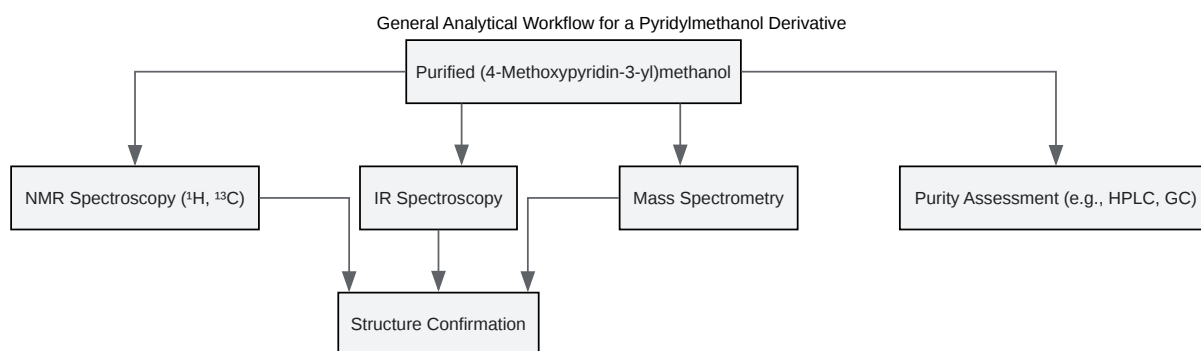 General Analytical Workflow for a Pyridylmethanol Derivative
Purified (4-Methoxypyridin-3-yl)methanol
NMR Spectroscopy (¹H, ¹³C)
IR Spectroscopy
Mass Spectrometry
Purity Assessment (e.g., HPLC, GC)
Structure Confirmation